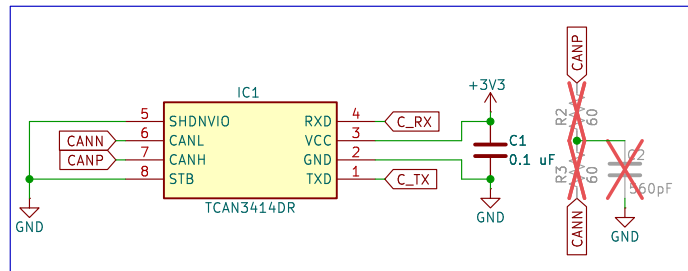 IC1
5 SHDNVIO RXD 4
6 CANL VCC 3
7 CANH GND 2
8 STB TXD 1
TCAN3414DR
CANN
CANP
GND
C_RX
C_TX
+3V3
C1
0.1 uF
GND
CANP
R2
60
R3
60
CANN
C2
560pF
GND